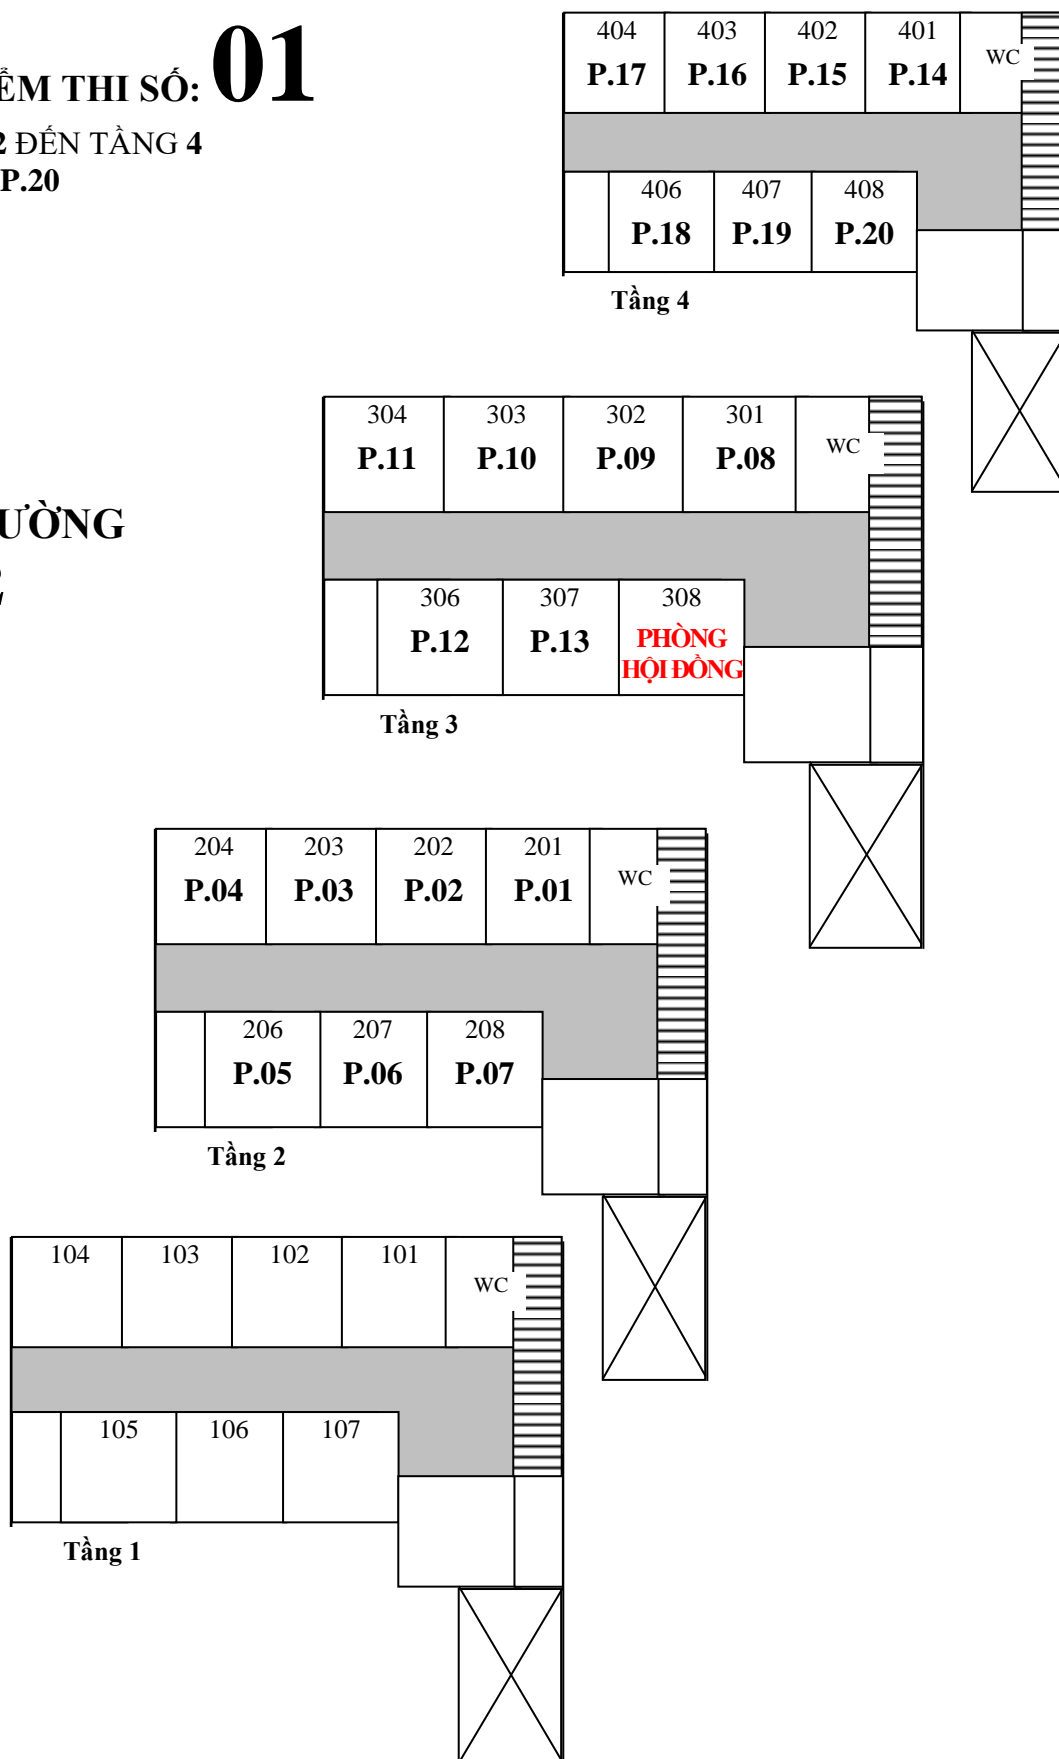 ỂM THI SỐ: 01
2 ĐẾN TẦNG 4
P.20
404 403 402 401
P.17 P.16 P.15 P.14 WC
406 407 408
P.18 P.19 P.20
Tầng 4
304 303 302 301
P.11 P.10 P.09 P.08 WC
ƯỜNG
306 307 308
P.12 P.13 PHÒNG
HỘI ĐỒNG
Tầng 3
204 203 202 201
P.04 P.03 P.02 P.01 WC
206 207 208
P.05 P.06 P.07
Tầng 2
104 103 102 101
WC
105 106 107
Tầng 1